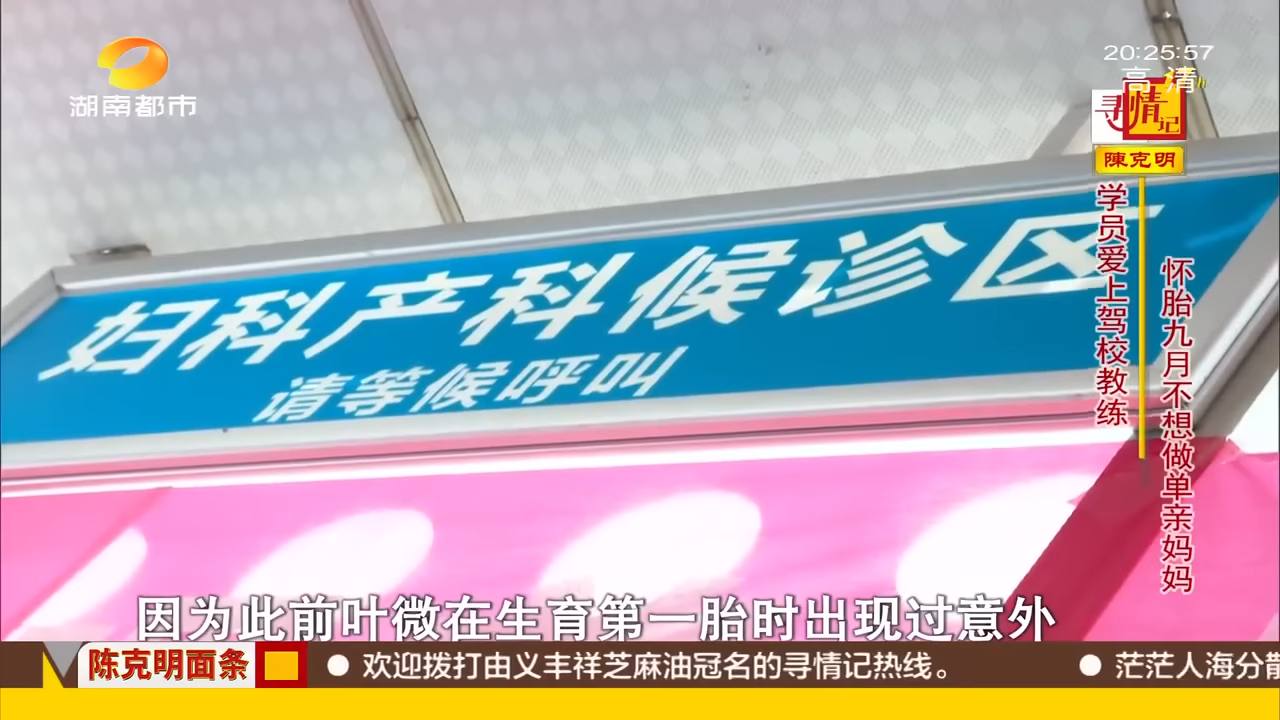 湖南都市
20:25:57
高清
寻情记
陳克明
学员爱上驾校教练
怀胎九月不想做单亲妈妈
妇科产科候诊区
请等候呼叫
因为此前叶微在生育第一胎时出现过意外
陈克明面条
欢迎拨打由义丰祥芝麻油冠名的寻情记热线。
茫茫人海分散